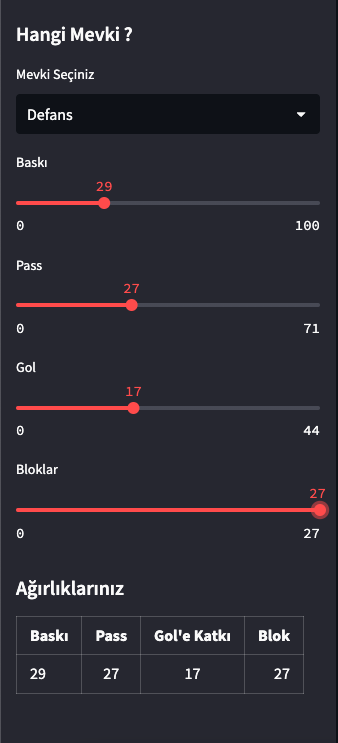 Hangi Mevki ?
Mevki Seçiniz
Defans
Baskı
29
0 100
Pass
27
0 71
Gol
17
0 44
Bloklar
27
0 27
Ağırlıklarınız
Baskı Pass Gol'e Katkı Blok
29 27 17 27